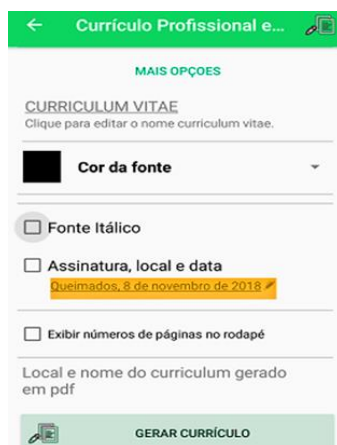 Currículo Profissional e...
MAIS OPÇOES
CURRICULUM VITAE
Clique para editar o nome curriculum vitae.
Cor da fonte
Fonte Itálico
Assinatura, local e data
Queimados, 8 de novembro de 2018
Exibir números de páginas no rodapé
Local e nome do curriculum gerado
em pdf
GERAR CURRÍCULO